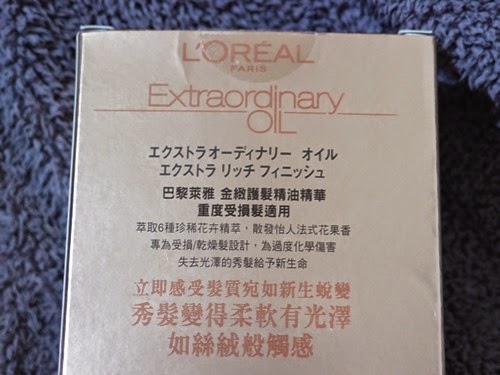 L'ORÉAL
PARIS
Extraordinary
OIL
エクストラオーディナリー オイル
エクストラ リッチ フィニッシュ
巴黎萊雅 金緻護髮精油精華
重度受損髮適用
萃取6種珍稀花卉精萃，散發怡人法式花果香
專為受損/乾燥髮設計，為過度化學傷害
失去光澤的秀髮給予新生命
立即感受髮質宛如新生蛻變
秀髮變得柔軟有光澤
如絲絨般觸感